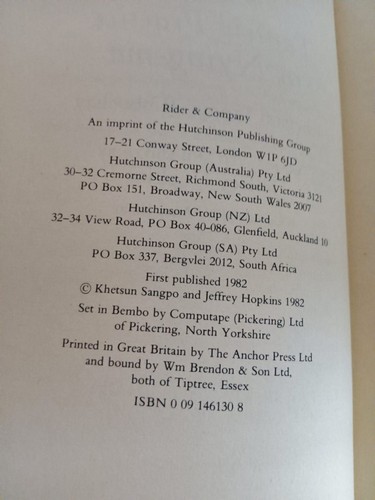 Rider & Company
An imprint of the Hutchinson Publishing Group
17–21 Conway Street, London W1P 6JD
Hutchinson Group (Australia) Pty Ltd
30–32 Cremorne Street, Richmond South, Victoria 3121
PO Box 151, Broadway, New South Wales 2007
Hutchinson Group (NZ) Ltd
32–34 View Road, PO Box 40–086, Glenfield, Auckland 10
Hutchinson Group (SA) Pty Ltd
PO Box 337, Bergvlei 2012, South Africa
First published 1982
© Khetsun Sangpo and Jeffrey Hopkins 1982
Set in Bembo by Computape (Pickering) Ltd
of Pickering, North Yorkshire
Printed in Great Britain by The Anchor Press Ltd
and bound by Wm Brendon & Son Ltd,
both of Tiptree, Essex
ISBN 0 09 146130 8